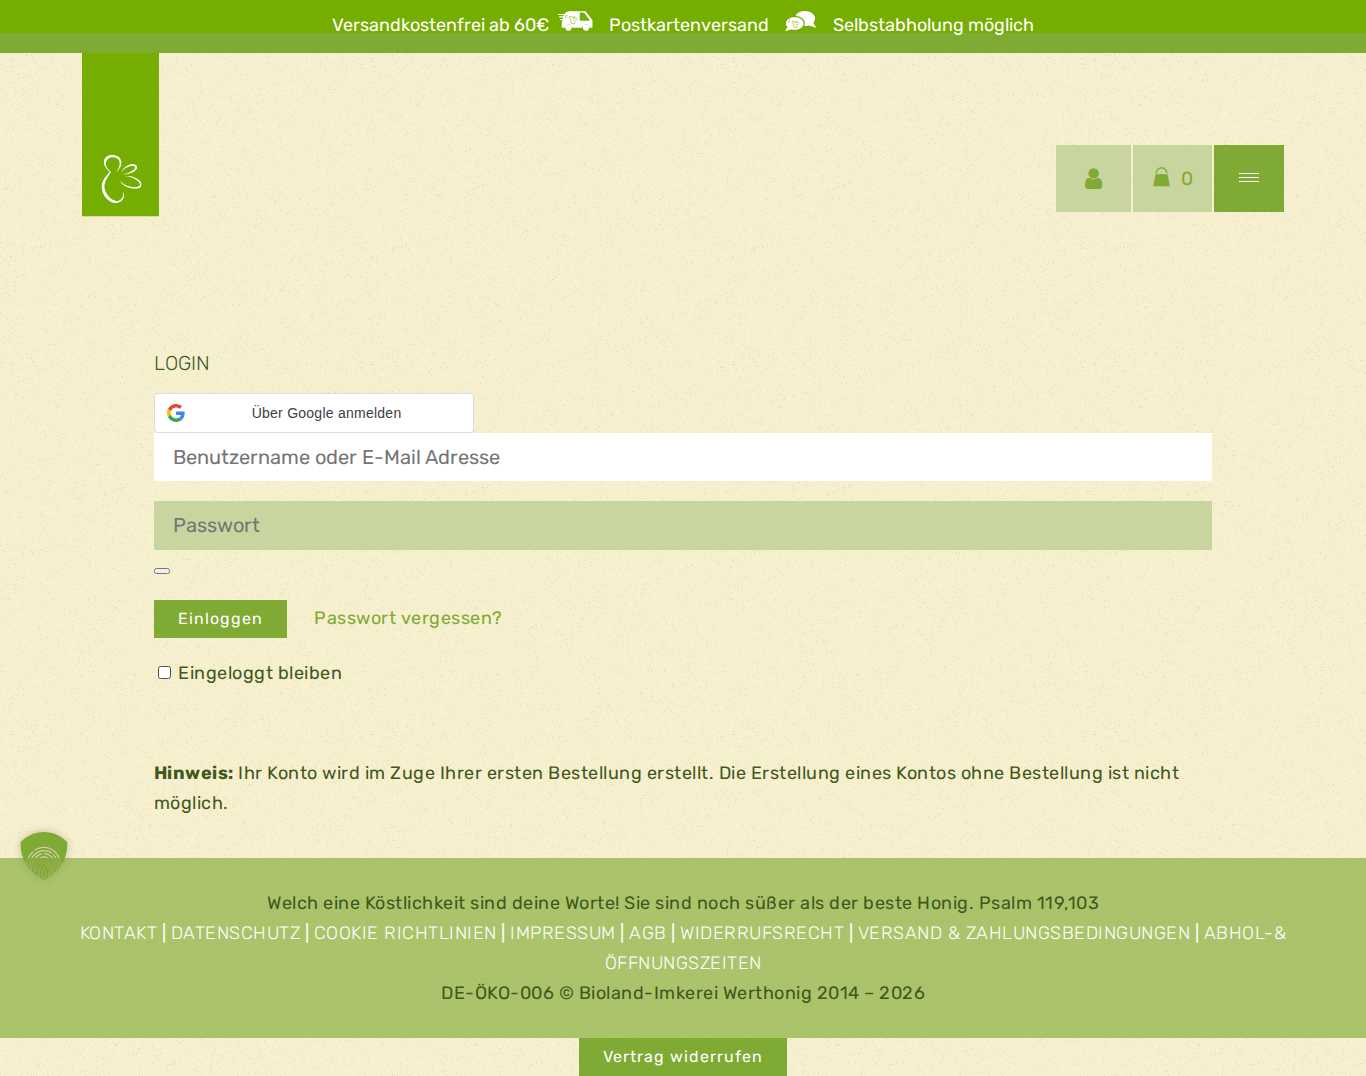 Versandkostenfrei ab 60€ Postkartenversand Selbstabholung möglich
0
LOGIN
Über Google anmelden
Benutzername oder E-Mail Adresse
Passwort
Einloggen Passwort vergessen?
Eingeloggt bleiben
Hinweis: Ihr Konto wird im Zuge Ihrer ersten Bestellung erstellt. Die Erstellung eines Kontos ohne Bestellung ist nicht
möglich.
Welch eine Köstlichkeit sind deine Worte! Sie sind noch süßer als der beste Honig. Psalm 119,103
KONTAKT | DATENSCHUTZ | COOKIE RICHTLINIEN | IMPRESSUM | AGB | WIDERRUFSRECHT | VERSAND & ZAHLUNGSBEDINGUNGEN | ABHOL-&
ÖFFNUNGSZEITEN
DE-ÖKO-006 © Bioland-Imkerei Werthonig 2014 – 2026
Vertrag widerrufen